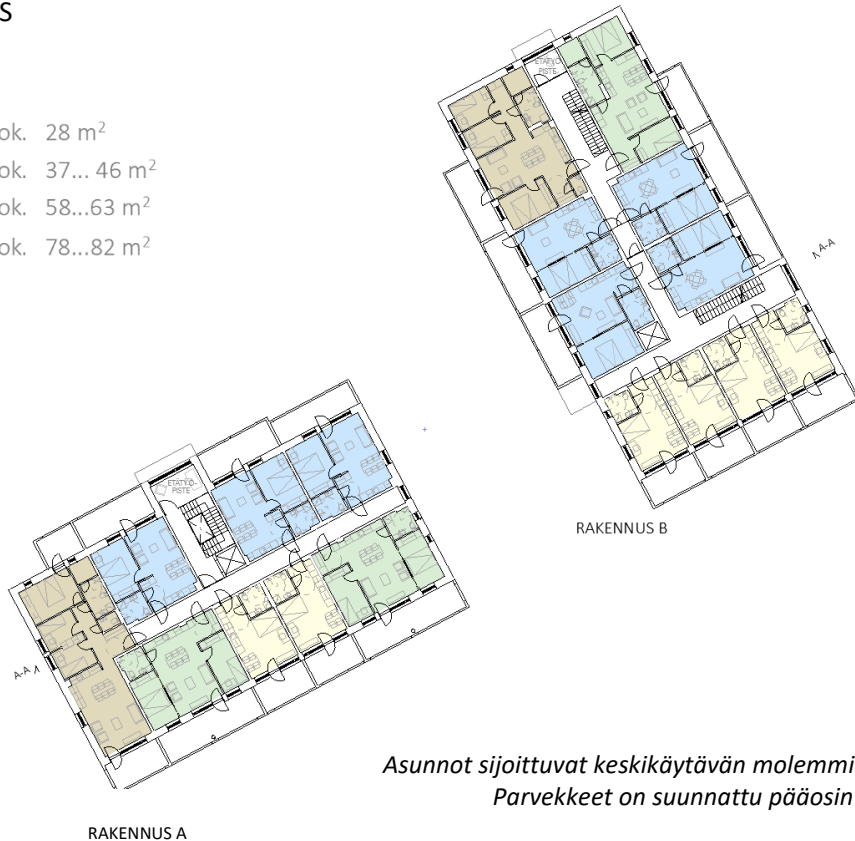 S
ok. 28 m²
ok. 37... 46 m²
ok. 58...63 m²
ok. 78...82 m²
ETÄTYÖ-
PISTE
A-A
RAKENNUS B
ETÄTYÖ-
PISTE
A-A
Asunnot sijoittuvat keskikäytävän molemmi
Parvekkeet on suunnattu pääosin
RAKENNUS A